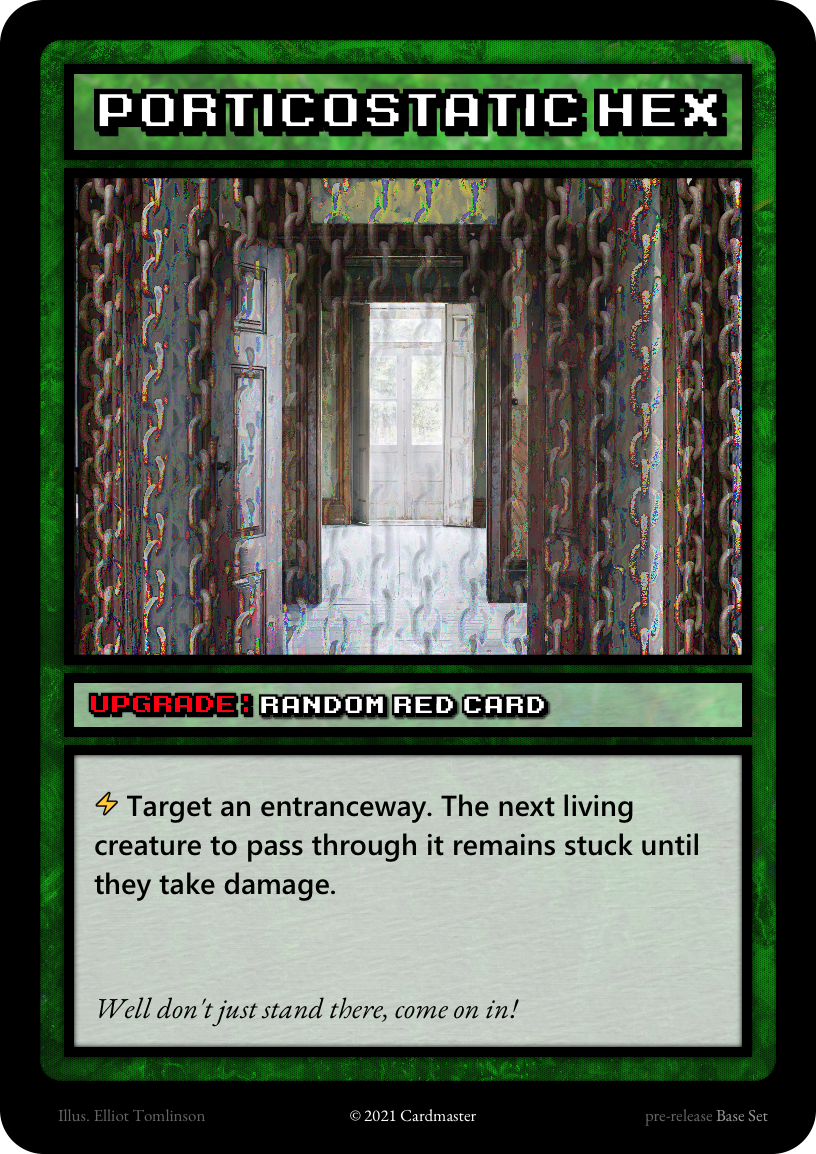 PORTICOSTATIC HEX
UPGRADE: RANDOM RED CARD
⚡ Target an entranceway. The next living
creature to pass through it remains stuck until
they take damage.
Well don't just stand there, come on in!
Illus. Elliot Tomlinson © 2021 Cardmaster pre-release Base Set